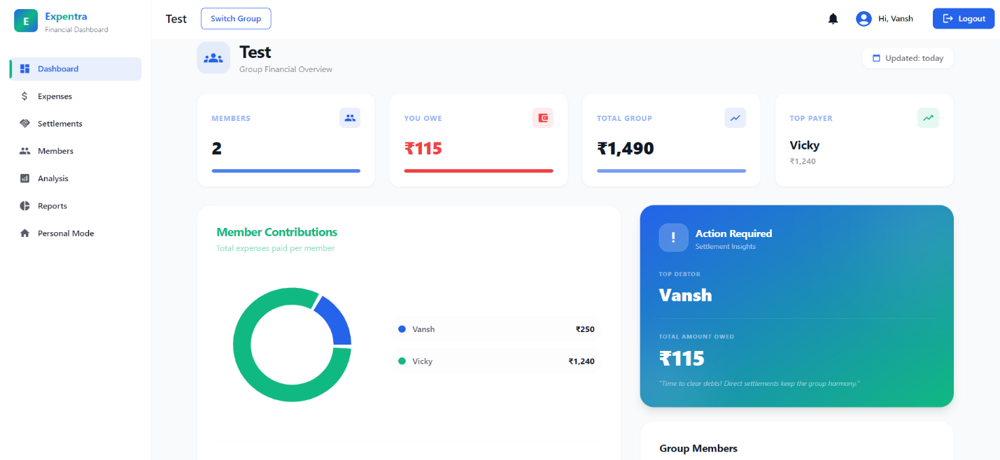 E
Expentra
Financial Dashboard
Test
Switch Group
Hi, Vansh
Logout
Dashboard
Expenses
Settlements
Members
Analysis
Reports
Personal Mode
Test
Group Financial Overview
Updated: today
MEMBERS
2
YOU OWE
₹115
TOTAL GROUP
₹1,490
TOP PAYER
Vicky
₹1,240
Member Contributions
Total expenses paid per member
Vansh ₹250
Vicky ₹1,240
!
Action Required
Settlement Insights
TOP DEBTOR
Vansh
TOTAL AMOUNT OWED
₹115
"Time to clear debts! Direct settlements keep the group harmony."
Group Members